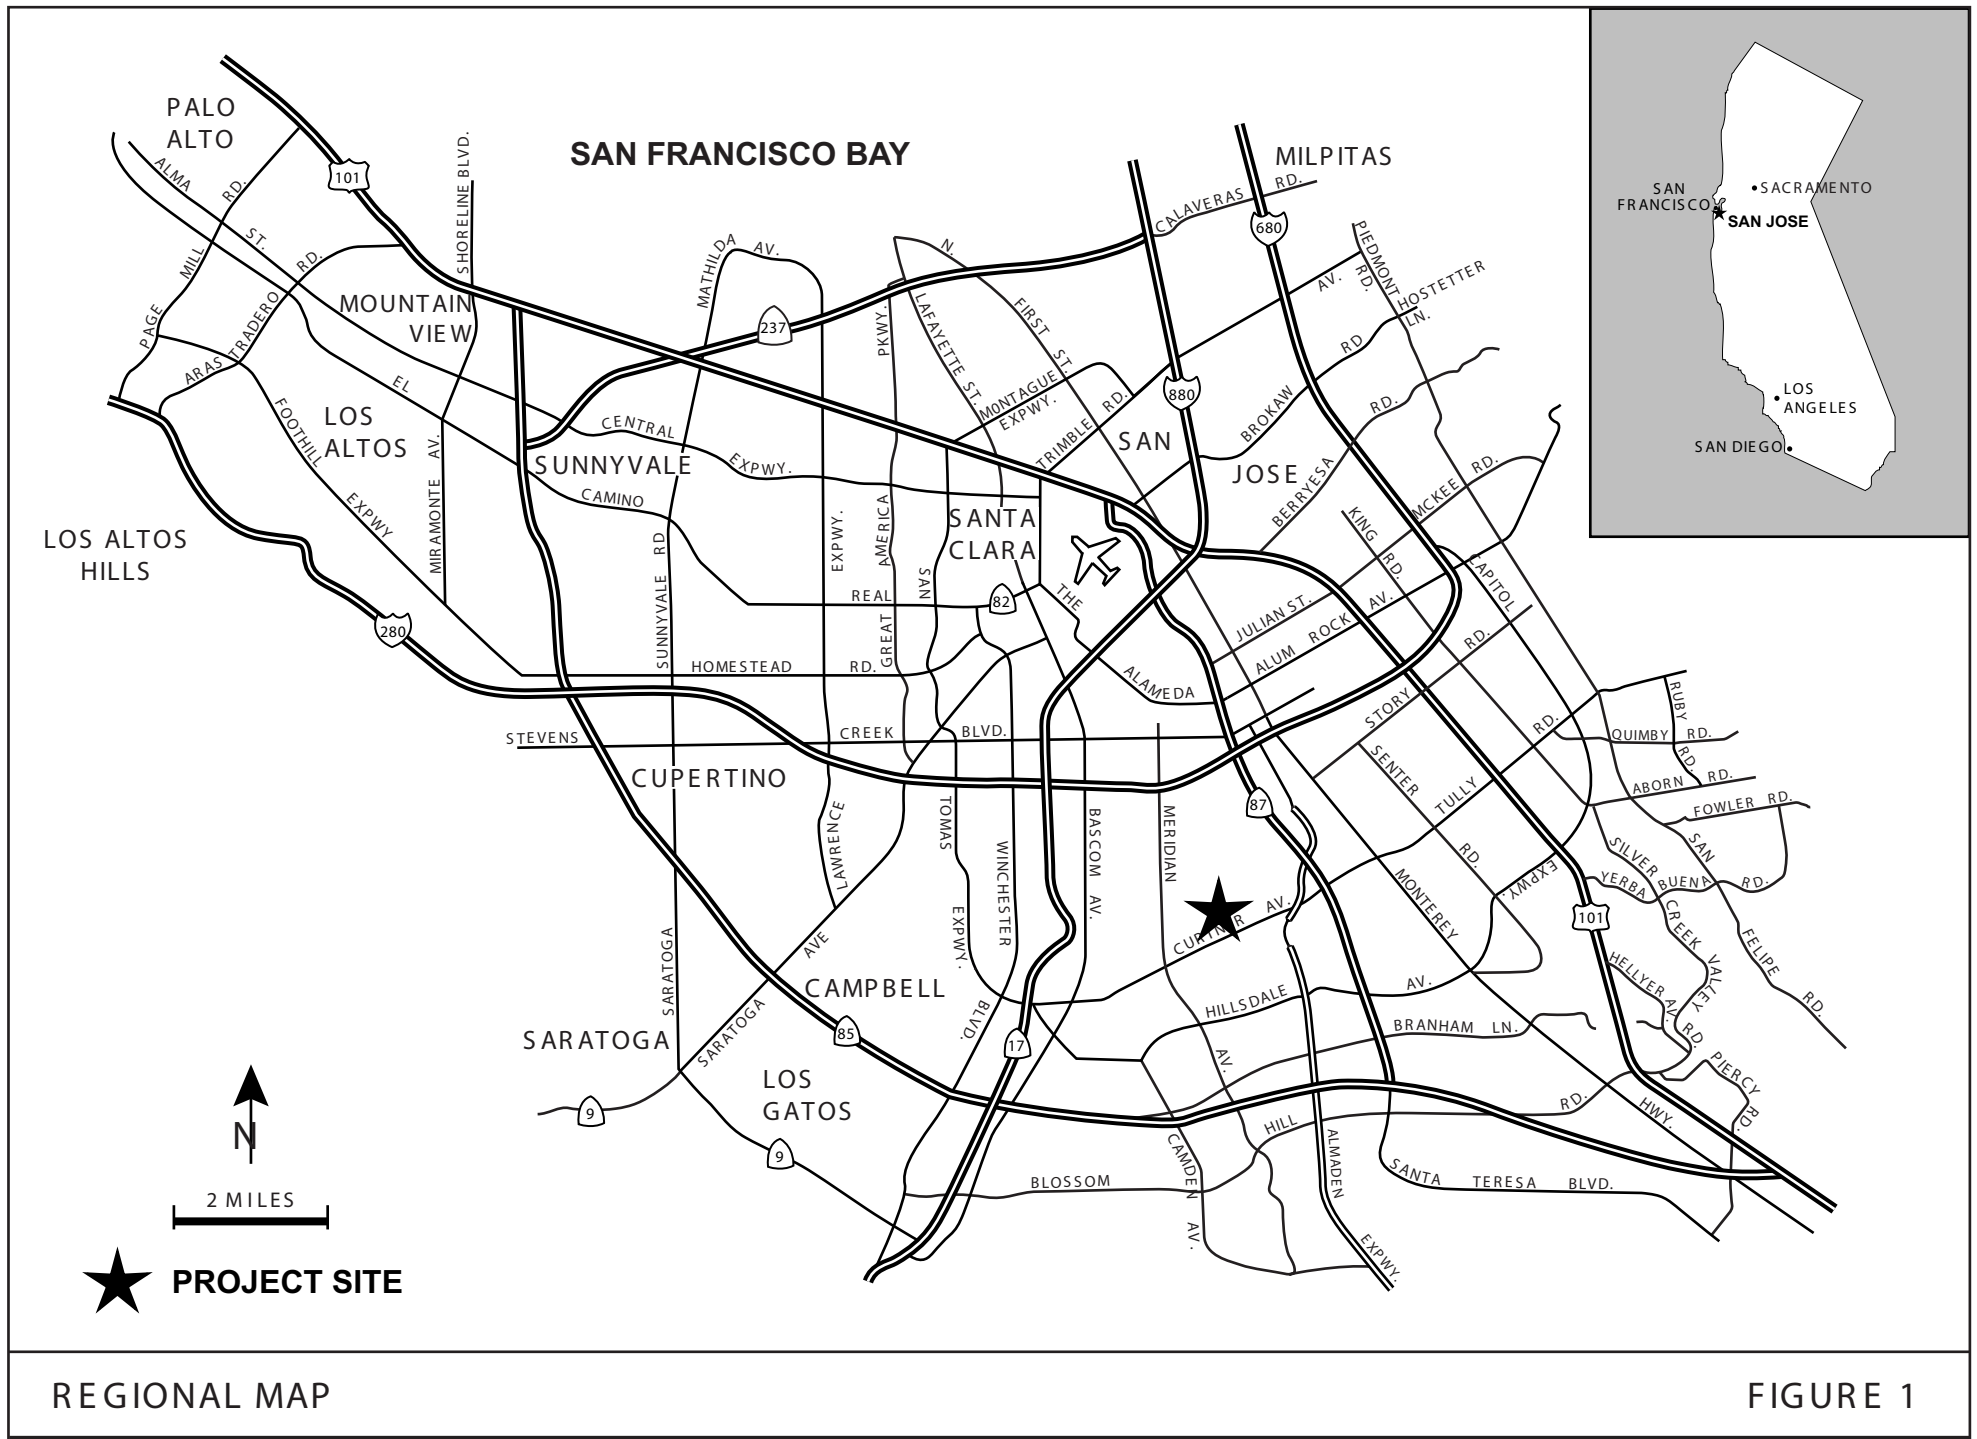 PALO
ALTO
SAN FRANCISCO BAY
MILPITAS
101
SHORELINE BLVD.
ALMA
ST.
PAGE
MILL
RD.
ARASTRADERO
RD.
MOUNTAIN
VIEW
MATHILDA
AV.
237
N.
FIRST
ST.
LAFAYETTE ST.
CALAVERAS
RD.
680
PIEDMONT
RD.
HOSTETTER
LN.
880
MONTAGUE
EXPWY.
TRIMBLE
RD.
AV.
BROKAW
RD
BERRYESA
RD.
EL
CAMINO
REAL
CENTRAL
EXPWY.
LOS
ALTOS
FOOTHILL
EXPWY
MIRAMONTE
AV.
SUNNYVALE
SAN
JOSE
SANTA
CLARA
LOS ALTOS
HILLS
280
SUNNYVALE
RD
SARATOGA
LAWRENCE
EXPWY.
GREAT
AMERICA
PKWY.
SAN
TOMAS
EXPWY.
82
THE
ALAMEDA
HOMESTEAD
RD.
STEVENS
CREEK
BLVD.
CUPERTINO
KING
RD.
MCKEE
RD.
CAPITOL
EXPWY.
JULIAN ST.
ALUM ROCK
AV.
STORY
RD.
SENTER
RD.
TULLY
RD.
RUBY
RD.
QUIMBY
RD.
ABORN
RD.
FOWLER
RD.
SILVER
CREEK
VALLEY
RD.
YERBA
BUENA
RD.
SAN
FELIPE
RD.
87
MONTEREY
HWY.
WINCHESTER
BLVD.
BASCOM
AV.
MERIDIAN
AV.
CURTNER
AV.
101
HELLYER
AV.
PIERCY
RD.
HILLSDALE
AV.
BRANHAM
LN.
CAMPBELL
SARATOGA
SARATOGA
AVE
85
17
LOS
GATOS
9
9
BLOSSOM
HILL
RD.
CAMDEN
AV.
ALMADEN
EXPWY.
SANTA
TERESA
BLVD.
N
2 MILES
PROJECT SITE
SAN
FRANCISCO
SACRAMENTO
SAN JOSE
LOS
ANGELES
SAN DIEGO
REGIONAL MAP
FIGURE 1